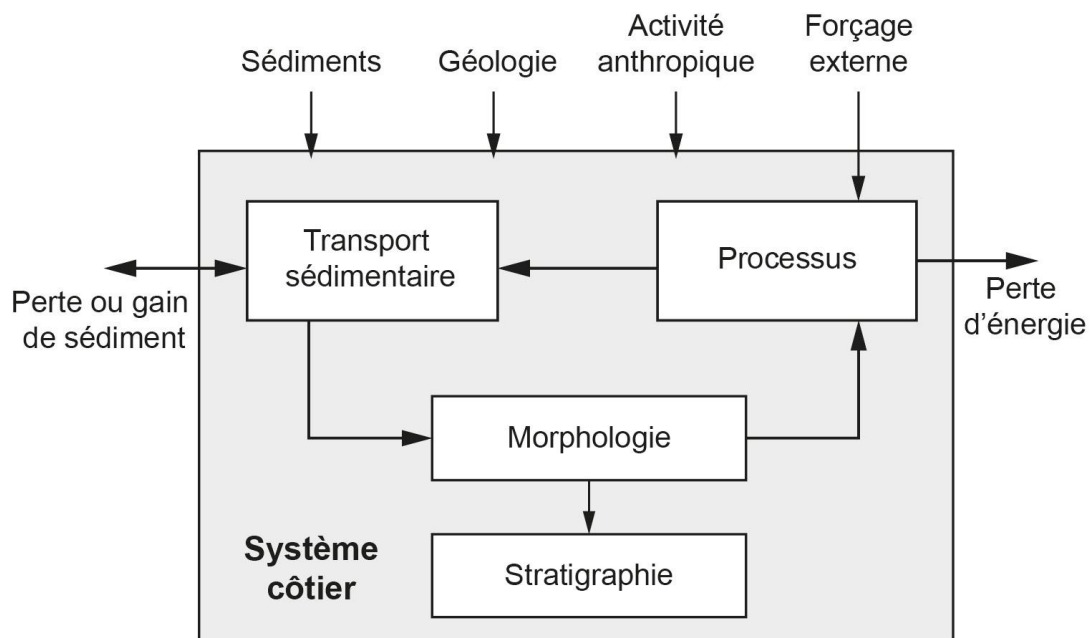 Sédiments
Géologie
Activité
anthropique
Forçage
externe
Transport
sédimentaire
Processus
Perte ou gain
de sédiment
Perte
d’énergie
Morphologie
Système
côtier
Stratigraphie